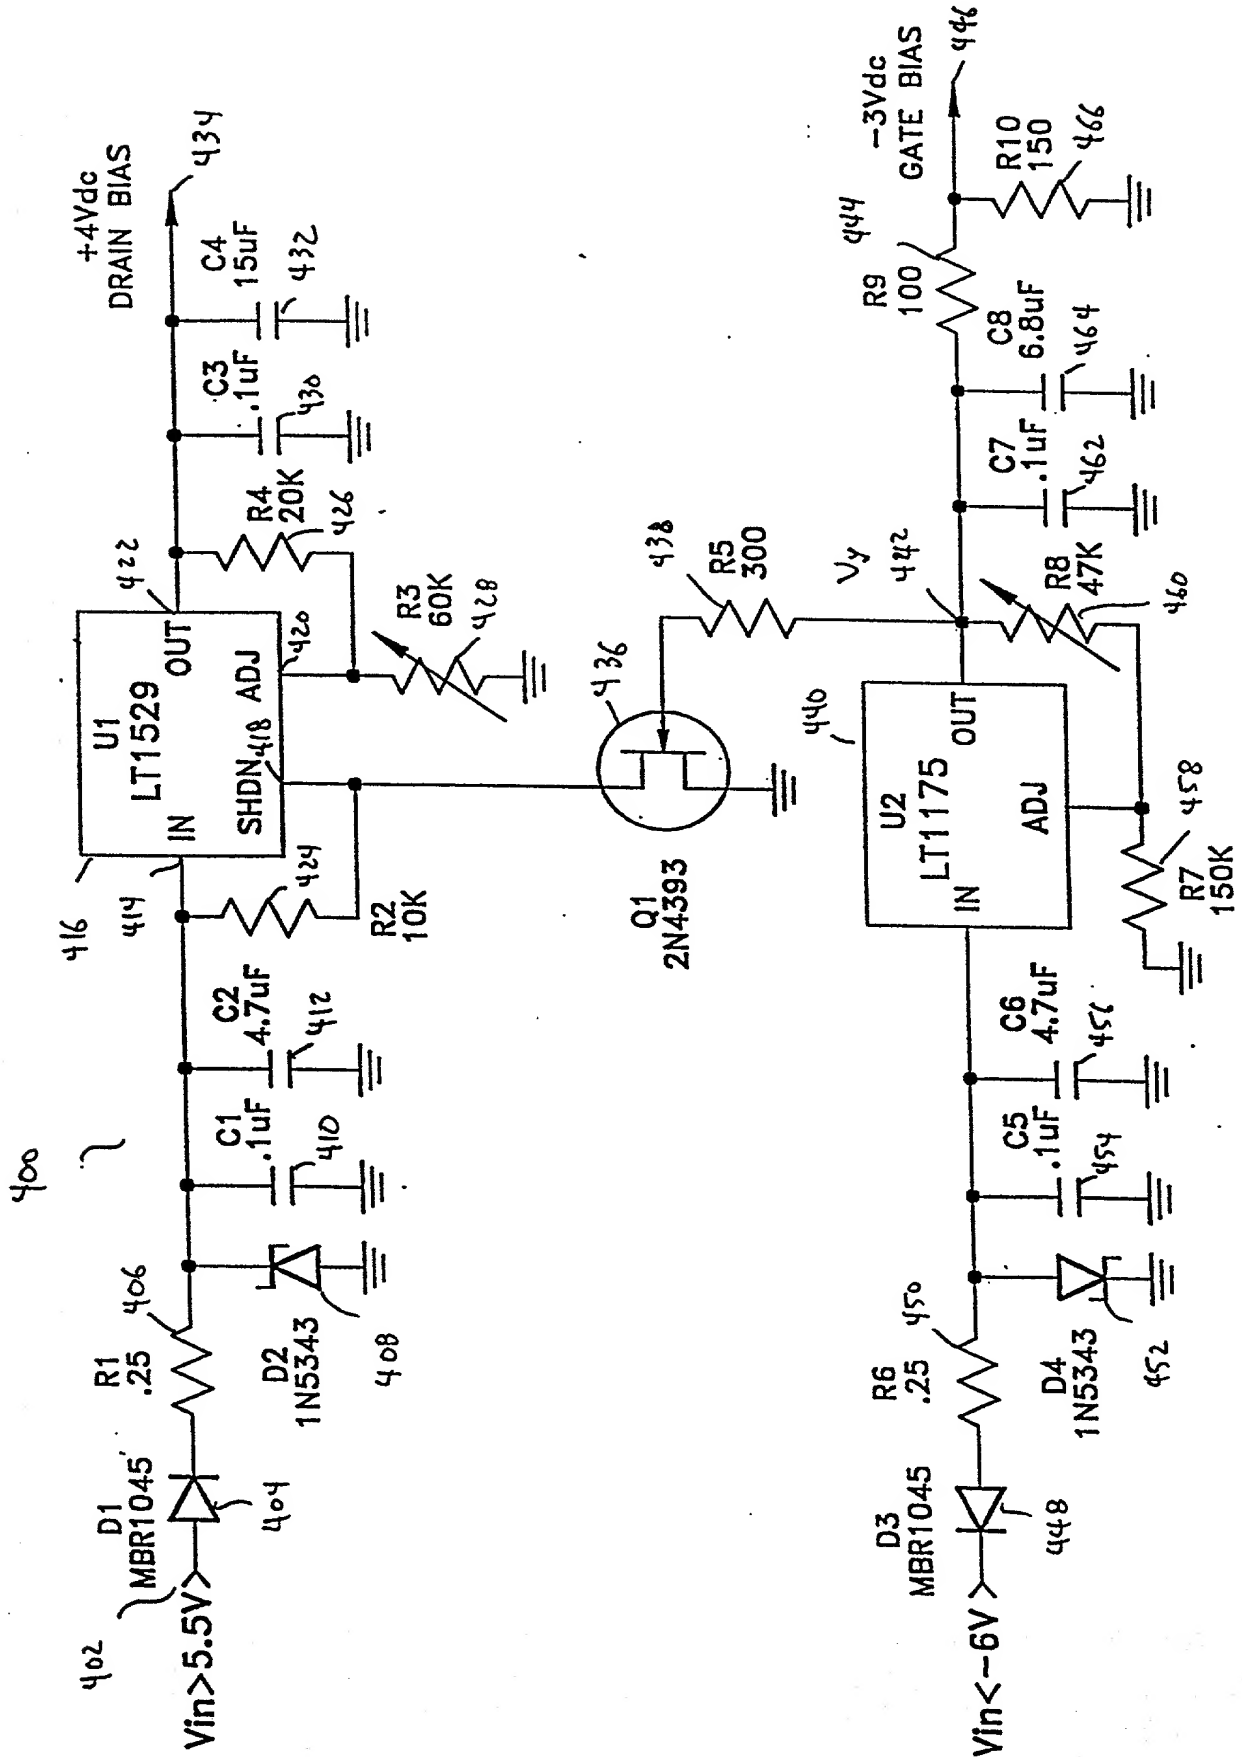 400
402
Vin>5.5V
D1
MBR1045
404
R1
.25
406
D2
1N5343
408
C1
.1uF
410
C2
4.7uF
412
414
416
R2
10K
424
U1
LT1529
IN
OUT
SHDN
ADJ
418
420
422
R4
20K
426
R3
60K
428
C3
.1uF
430
C4
15uF
432
+4Vdc
DRAIN BIAS
434
Q1
2N4393
436
438
R5
300
Vin<-6V
D3
MBR1045
448
R6
.25
450
D4
1N5343
452
C5
.1uF
454
C6
4.7uF
456
U2
LT1175
IN
OUT
ADJ
440
Vy
442
R7
150K
458
R8
47K
460
C7
.1uF
462
C8
6.8uF
464
R9
100
444
-3Vdc
GATE BIAS
446
R10
150
466